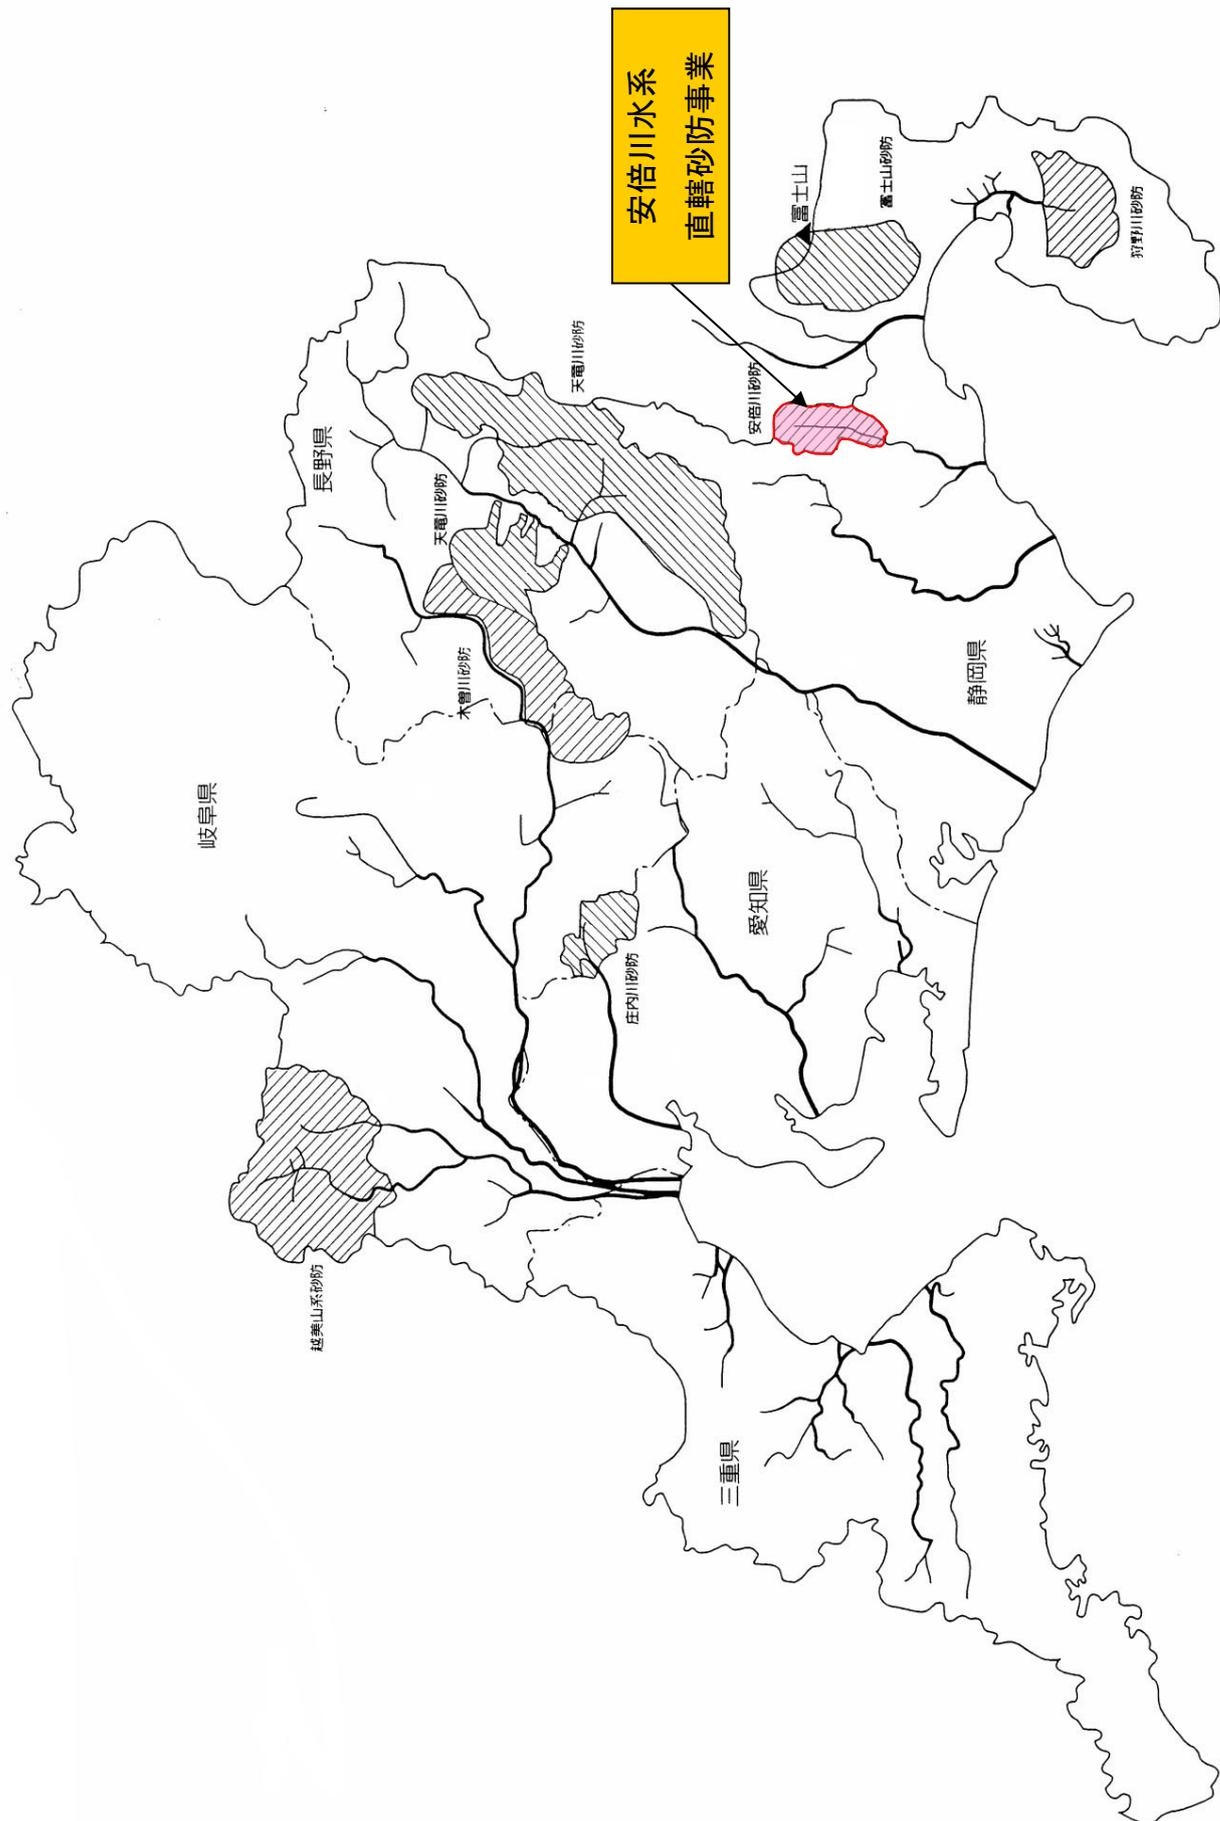 安倍川水系
直轄砂防事業
長野県
岐阜県
静岡県
愛知県
三重県
富士山
富士山砂防
狩野川砂防
安倍川砂防
天竜川砂防
天竜川砂防
木曽川砂防
庄内川砂防
越美山系砂防